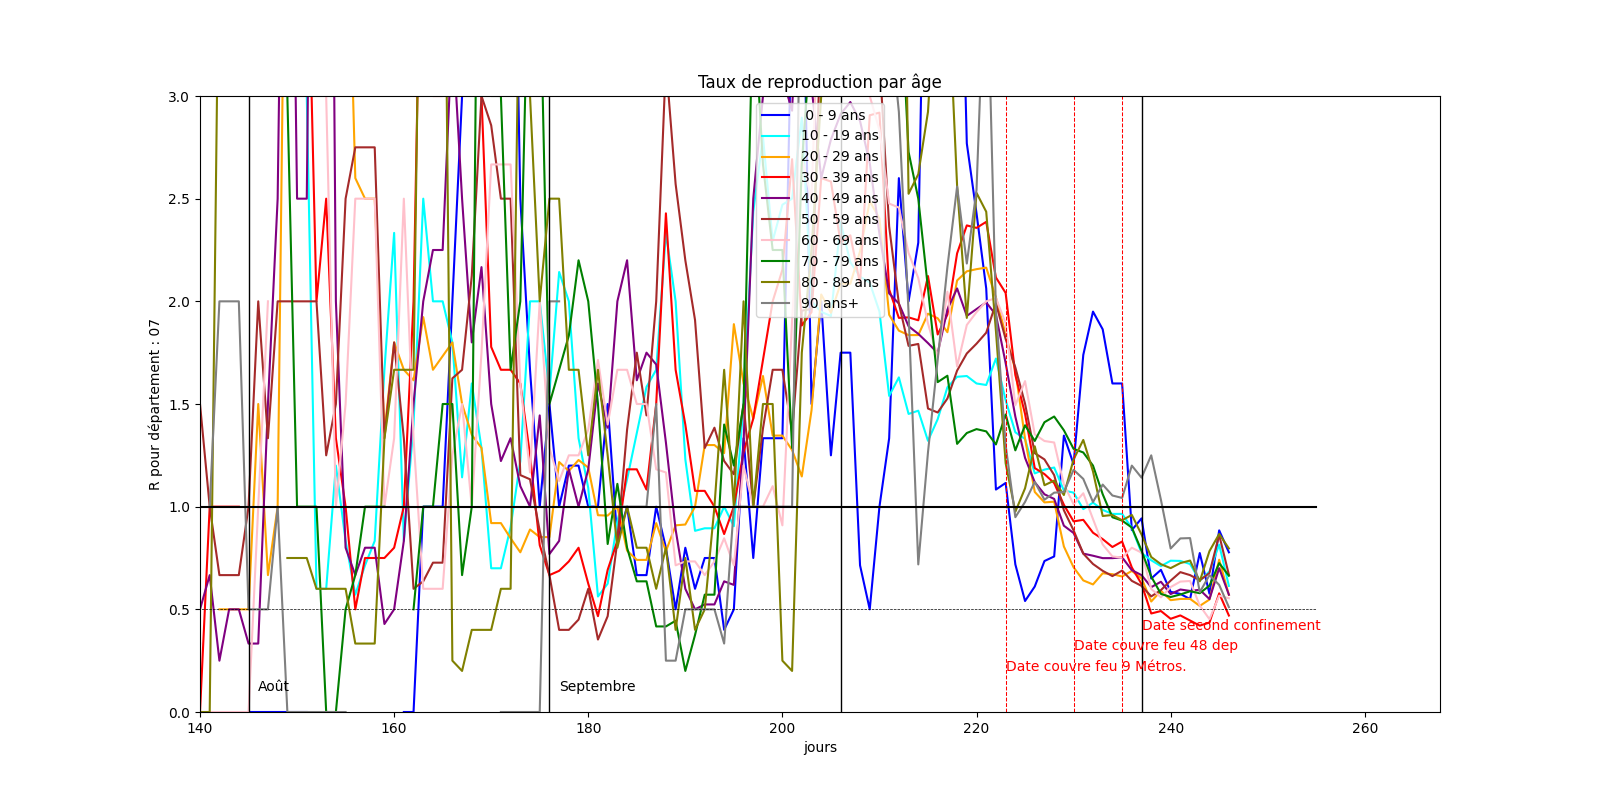 Taux de reproduction par âge
R pour département : 07
3.0
2.5
2.0
1.5
1.0
0.5
0.0
0 - 9 ans
10 - 19 ans
20 - 29 ans
30 - 39 ans
40 - 49 ans
50 - 59 ans
60 - 69 ans
70 - 79 ans
80 - 89 ans
90 ans+
Date second confinement
Date couvre feu 48 dep
Date couvre feu 9 Métros.
Août
Septembre
140
160
180
200
220
240
260
jours